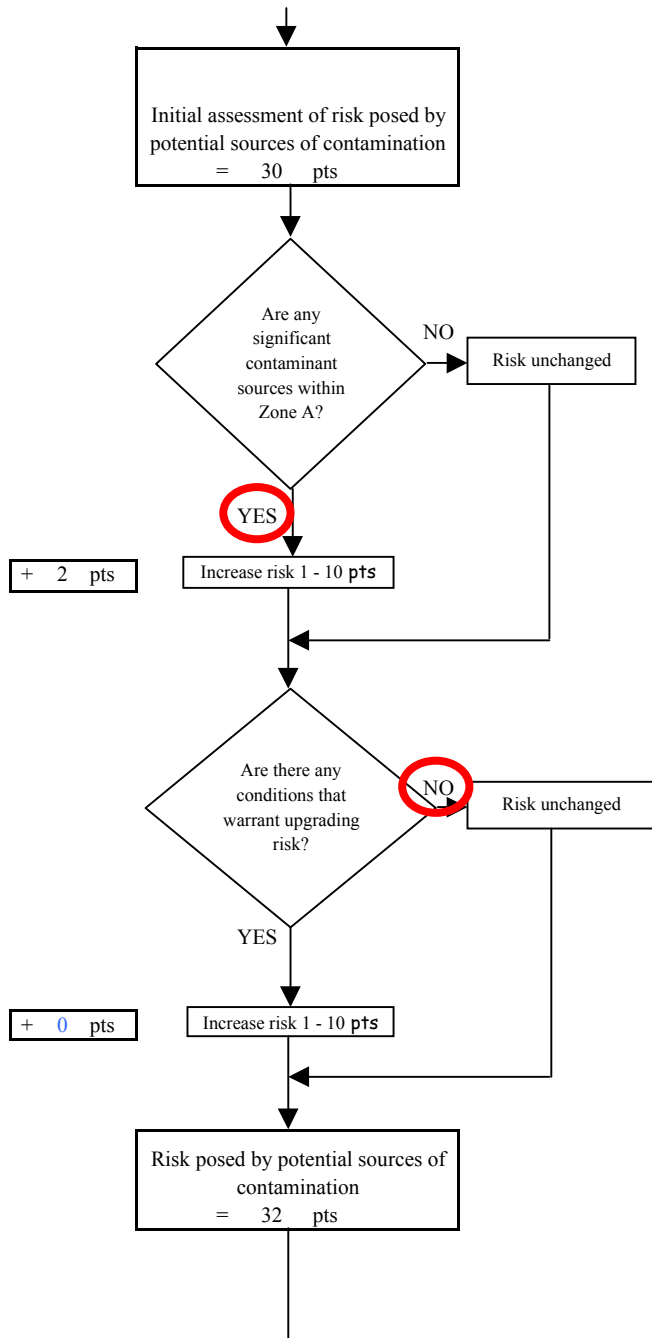 Initial assessment of risk posed by
potential sources of contamination
= 30 pts
Are any
significant
contaminant
sources within
Zone A?
NO
Risk unchanged
YES
+ 2 pts
Increase risk 1 - 10 pts
Are there any
conditions that
warrant upgrading
risk?
NO
Risk unchanged
YES
+ 0 pts
Increase risk 1 - 10 pts
Risk posed by potential sources of
contamination
= 32 pts